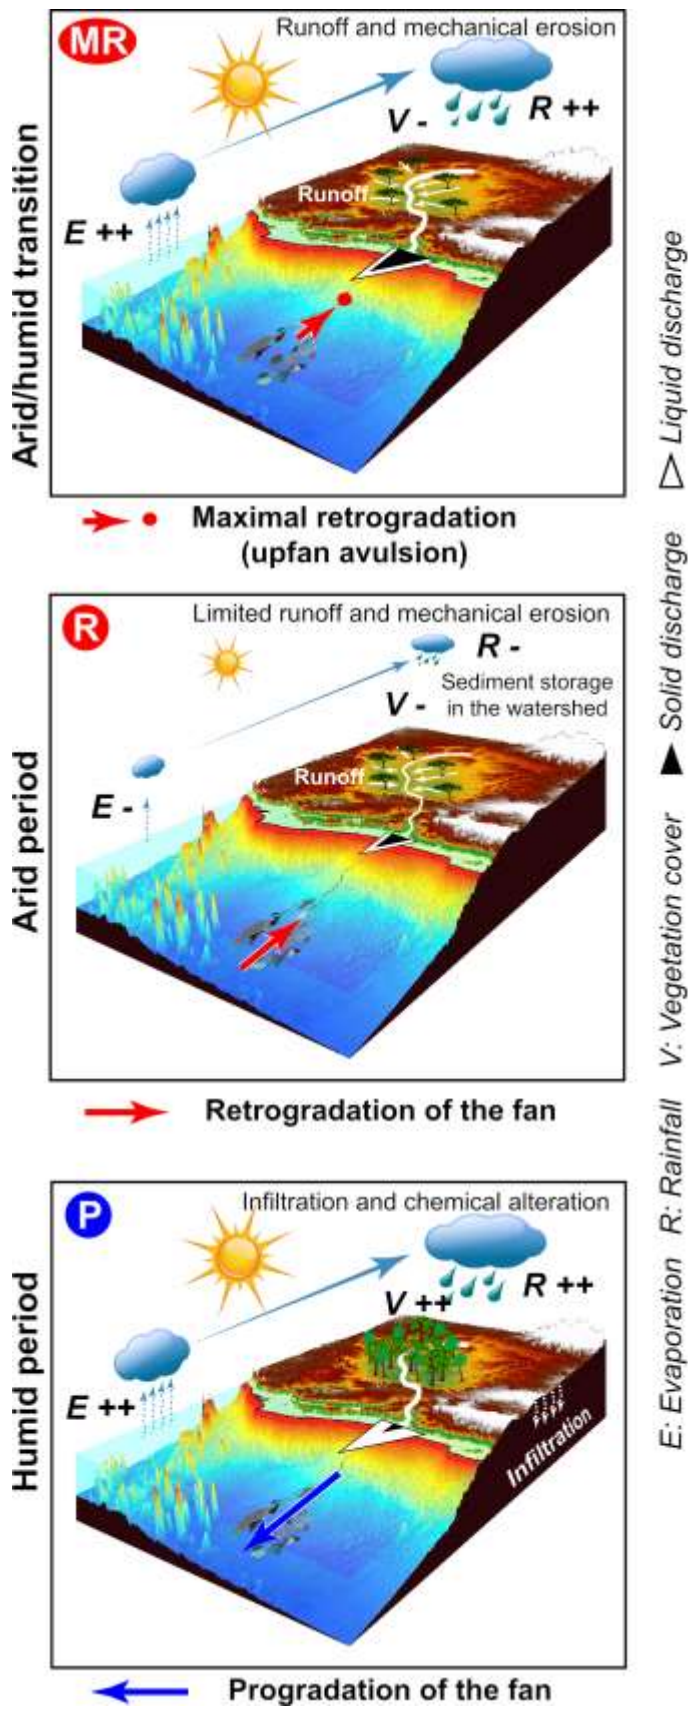 MR
Runoff and mechanical erosion
R ++
V -
Runoff
E ++
Arid/humid transition
Maximal retrogradation
(upfan avulsion)
R
Limited runoff and mechanical erosion
R -
Sediment storage
in the watershed
V -
Runoff
E -
Arid period
Retrogradation of the fan
P
Infiltration and chemical alteration
R ++
V ++
E ++
Infiltration
Humid period
Progradation of the fan
E: Evaporation R: Rainfall V: Vegetation cover Solid discharge Liquid discharge